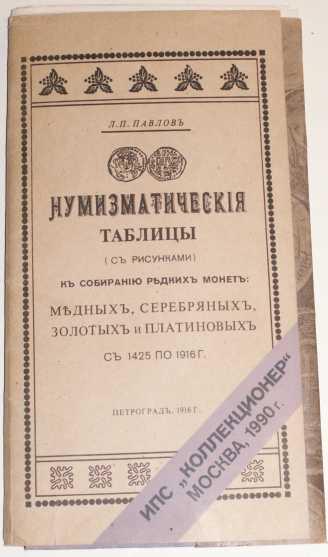 Л.П. ПАВЛОВЪ
НУМИЗМАТИЧЕСКІЯ
ТАБЛИЦЫ
(СЪ РИСУНКАМИ)
КЪ СОБИРАНІЮ РѢДКИХЪ МОНЕТЪ:
МѢДНЫХЪ, СЕРЕБРЯНЫХЪ,
ЗОЛОТЫХЪ и ПЛАТИНОВЫХЪ
СЪ 1425 ПО 1916 Г.
ПЕТРОГРАДЪ, 1916 Г.
ИПС „КОЛЛЕКЦИОНЕР“
МОСКВА, 1990 г.